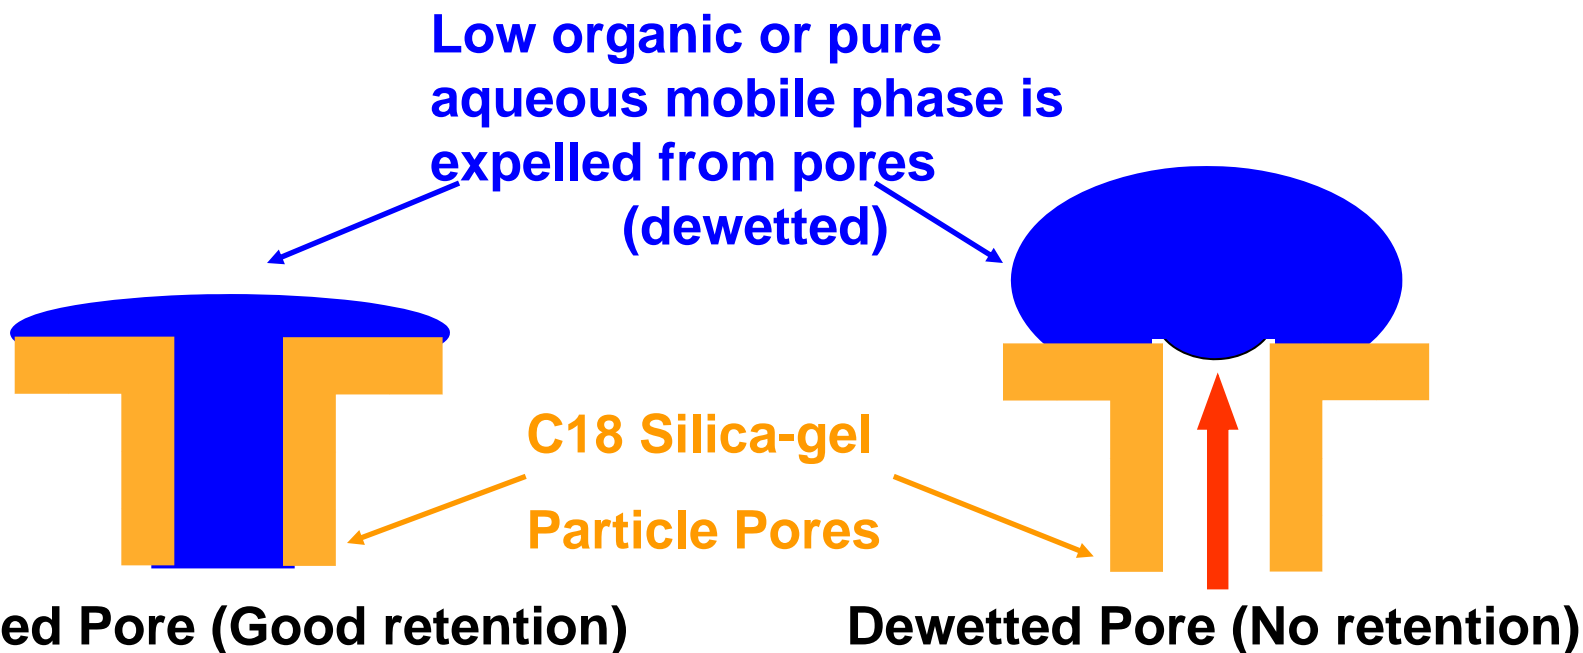 Low organic or pure
aqueous mobile phase is
expelled from pores
(dewetted)
C18 Silica-gel
Particle Pores
ed Pore (Good retention)
Dewetted Pore (No retention)